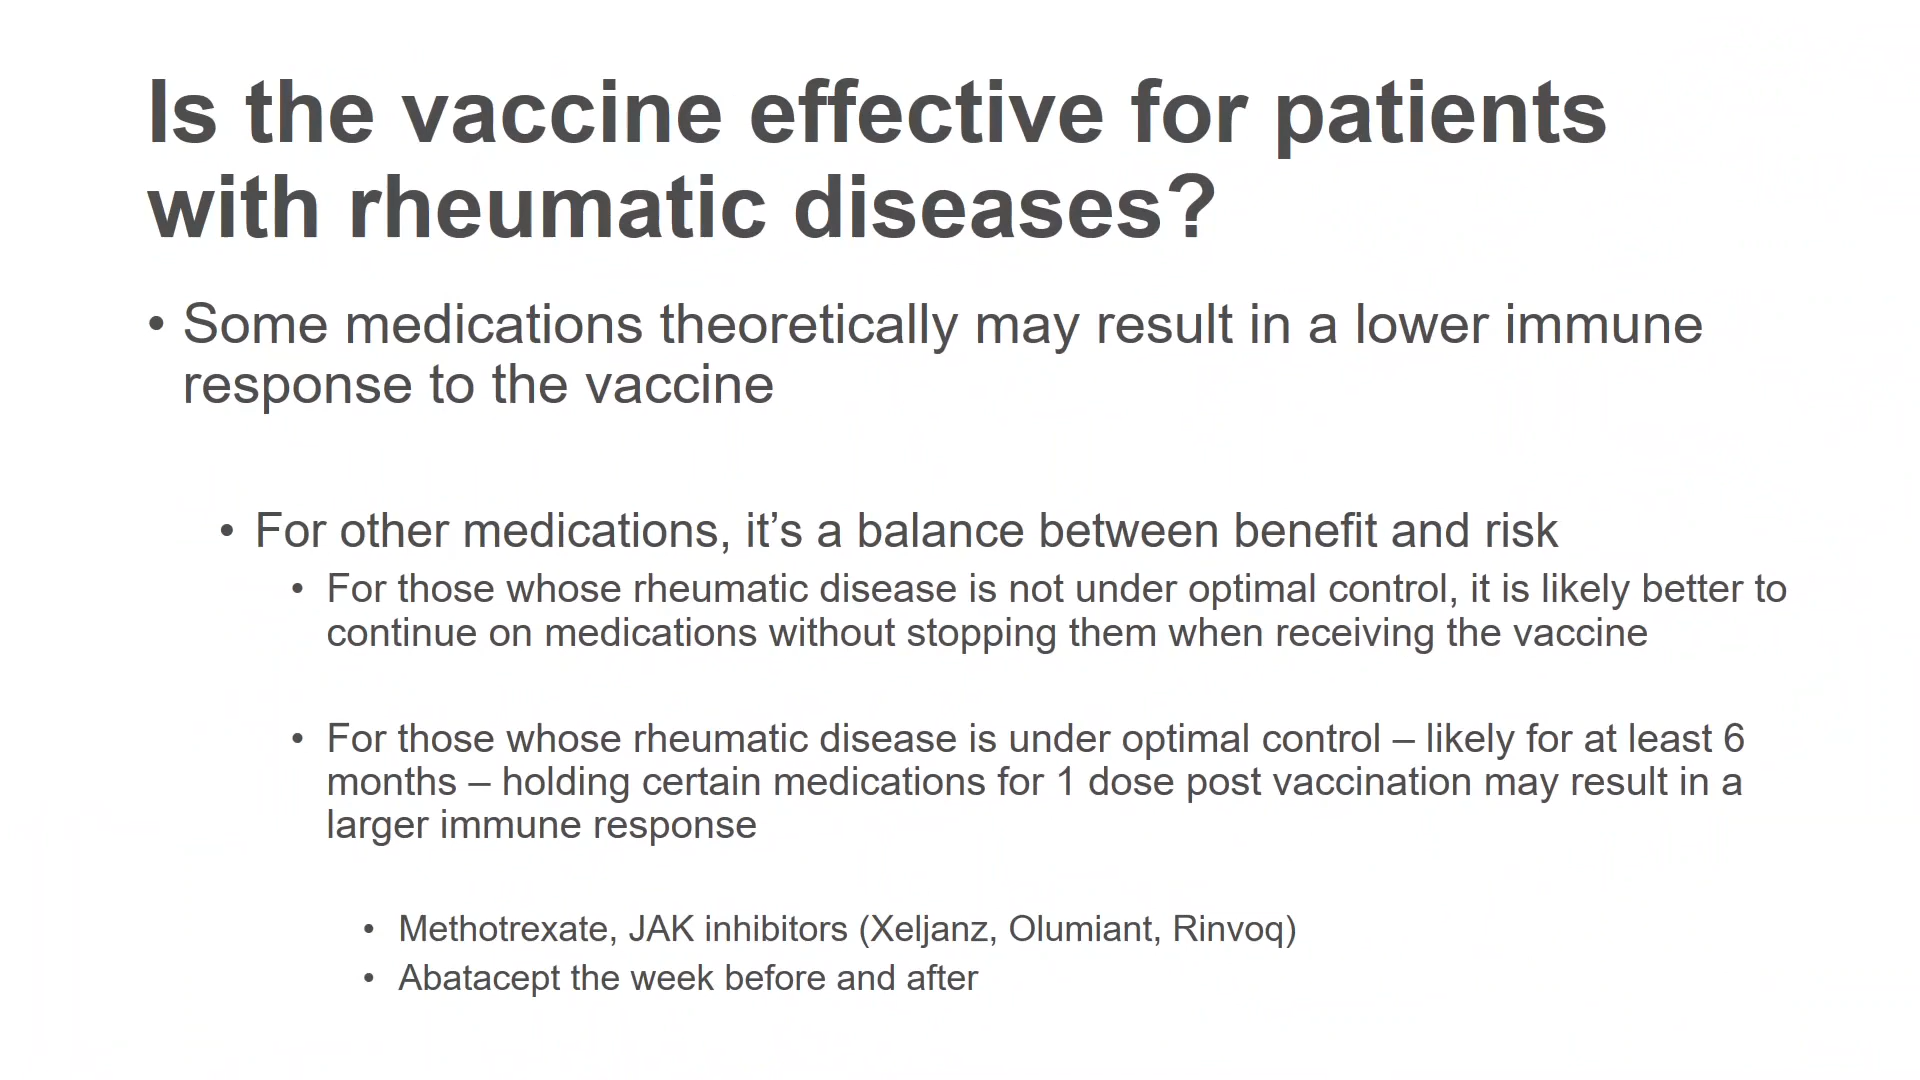 Is the vaccine effective for patients
with rheumatic diseases?
• Some medications theoretically may result in a lower immune
response to the vaccine
• For other medications, it’s a balance between benefit and risk
• For those whose rheumatic disease is not under optimal control, it is likely better to
continue on medications without stopping them when receiving the vaccine
• For those whose rheumatic disease is under optimal control – likely for at least 6
months – holding certain medications for 1 dose post vaccination may result in a
larger immune response
• Methotrexate, JAK inhibitors (Xeljanz, Olumiant, Rinvoq)
• Abatacept the week before and after